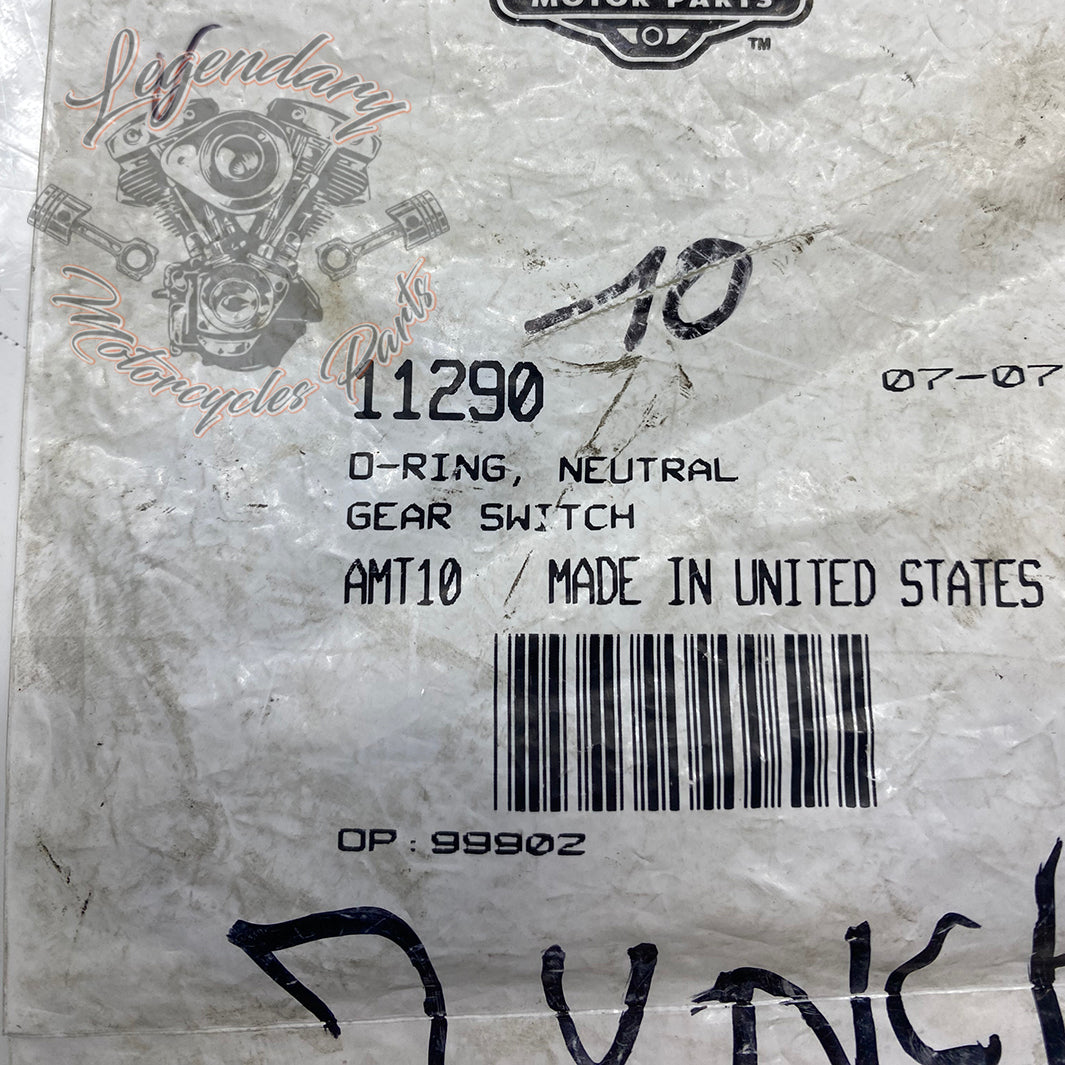 MOTOR PARTS
TM
Legendary
Motorcycles Parts
-10
11290
07-07
O-RING, NEUTRAL
GEAR SWITCH
AMT10 MADE IN UNITED STATES
OP: 99902